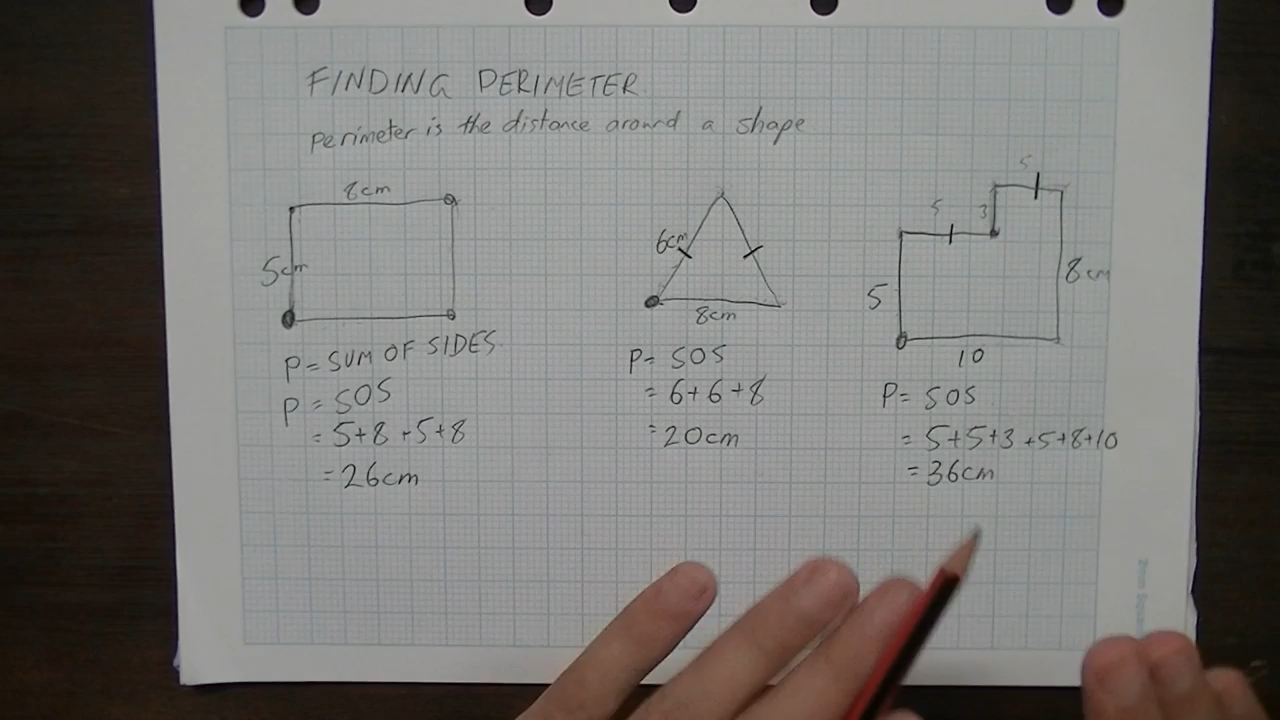 FINDING PERIMETER
perimeter is the distance around a shape
8cm
5cm
P= SUM OF SIDES.
P = SOS
= 5+8+5+8
= 26cm
6cm
8cm
P= SOS
= 6+6+8
= 20cm
5
5
3
5
8cm
10
P= SOS
= 5+5+3+5+8+10
= 36cm